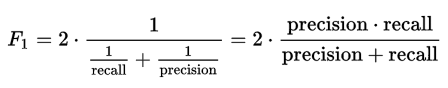 F₁ = 2 · 1 / (1/recall + 1/precision) = 2 · (precision · recall) / (precision + recall)